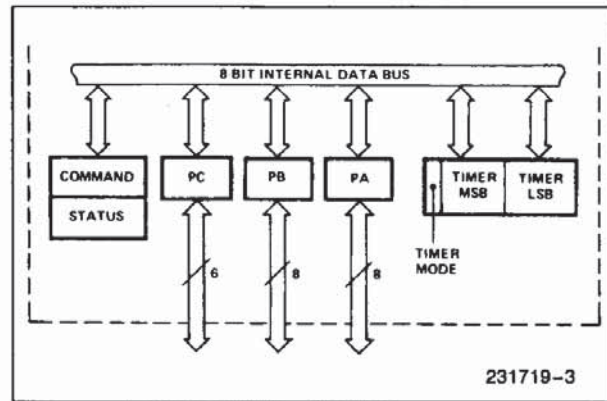 8 BIT INTERNAL DATA BUS
COMMAND
STATUS
PC
PB
PA
TIMER
MSB
TIMER
LSB
TIMER
MODE
6
8
8
231719-3